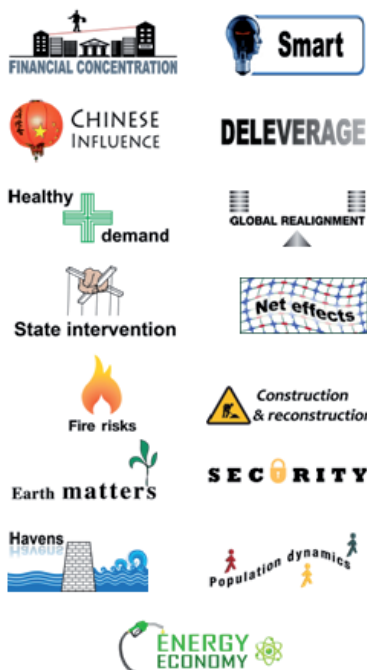 FINANCIAL CONCENTRATION
Smart
CHINESE
INFLUENCE
DELEVERAGE
Healthy
demand
GLOBAL REALIGNMENT
State intervention
Net effects
Fire risks
Construction
& reconstruction
Earth matters
SECURITY
Havens
Population dynamics
ENERGY
ECONOMY